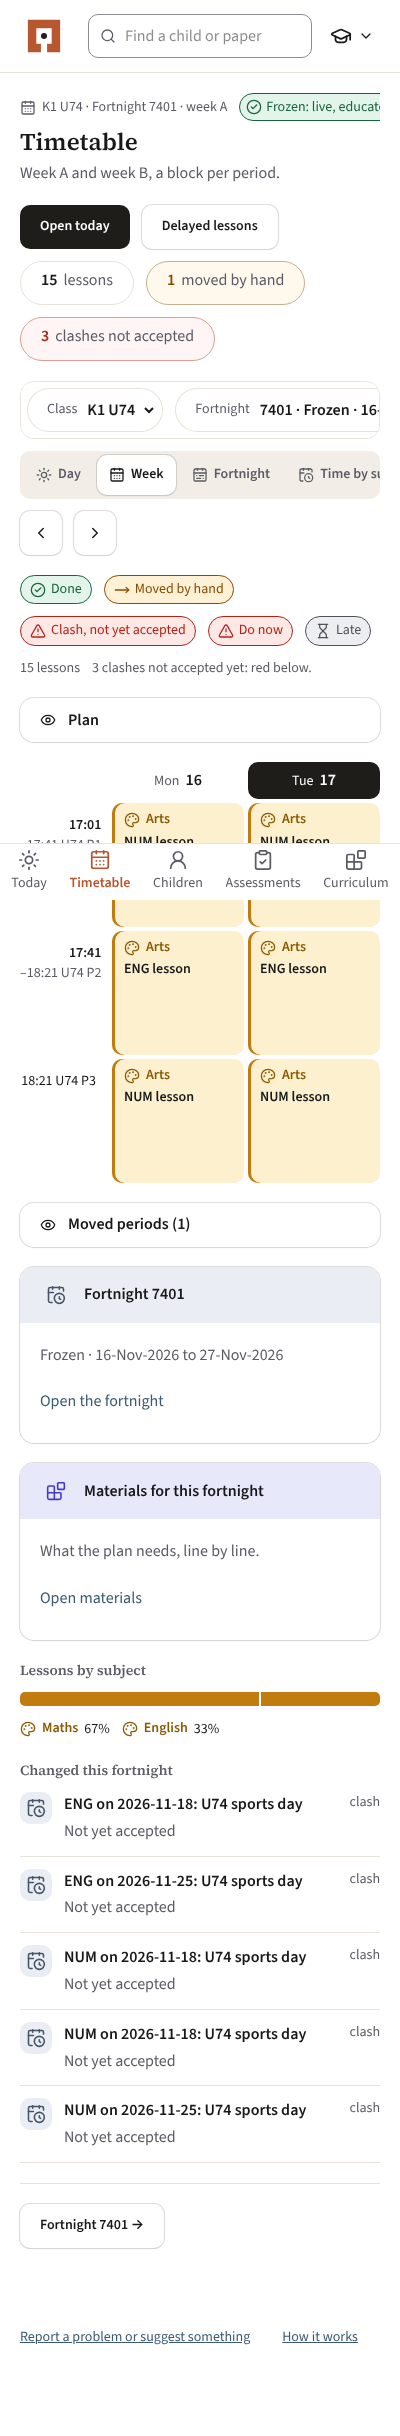 Find a child or paper
K1 U74 · Fortnight 7401 · week A
Frozen: live, educate
Timetable
Week A and week B, a block per period.
Open today
Delayed lessons
15 lessons
1 moved by hand
3 clashes not accepted
Class K1 U74
Fortnight 7401 · Frozen · 16-
Day
Week
Fortnight
Time by su
Done
Moved by hand
Clash, not yet accepted
Do now
Late
15 lessons 3 clashes not accepted yet: red below.
Plan
Mon 16
Tue 17
17:01
Arts
Arts
–17:41 U74 P1
NUM lesson
NUM lesson
Today
Timetable
Children
Assessments
Curriculum
17:41
–18:21 U74 P2
Arts
ENG lesson
Arts
ENG lesson
18:21 U74 P3
Arts
NUM lesson
Arts
NUM lesson
Moved periods (1)
Fortnight 7401
Frozen · 16-Nov-2026 to 27-Nov-2026
Open the fortnight
Materials for this fortnight
What the plan needs, line by line.
Open materials
Lessons by subject
Maths 67%
English 33%
Changed this fortnight
ENG on 2026-11-18: U74 sports day
clash
Not yet accepted
ENG on 2026-11-25: U74 sports day
clash
Not yet accepted
NUM on 2026-11-18: U74 sports day
clash
Not yet accepted
NUM on 2026-11-18: U74 sports day
clash
Not yet accepted
NUM on 2026-11-25: U74 sports day
clash
Not yet accepted
Fortnight 7401 →
Report a problem or suggest something
How it works